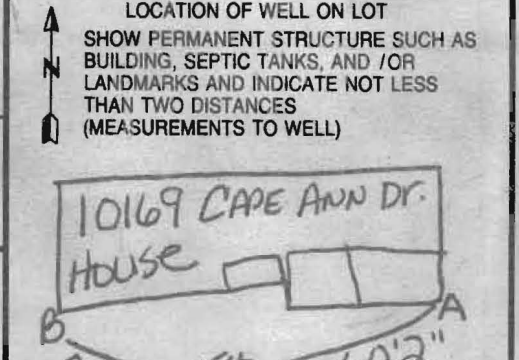 LOCATION OF WELL ON LOT
SHOW PERMANENT STRUCTURE SUCH AS
BUILDING, SEPTIC TANKS, AND /OR
LANDMARKS AND INDICATE NOT LESS
THAN TWO DISTANCES
(MEASUREMENTS TO WELL)
N
10169 CAPE ANN Dr.
House
B
A